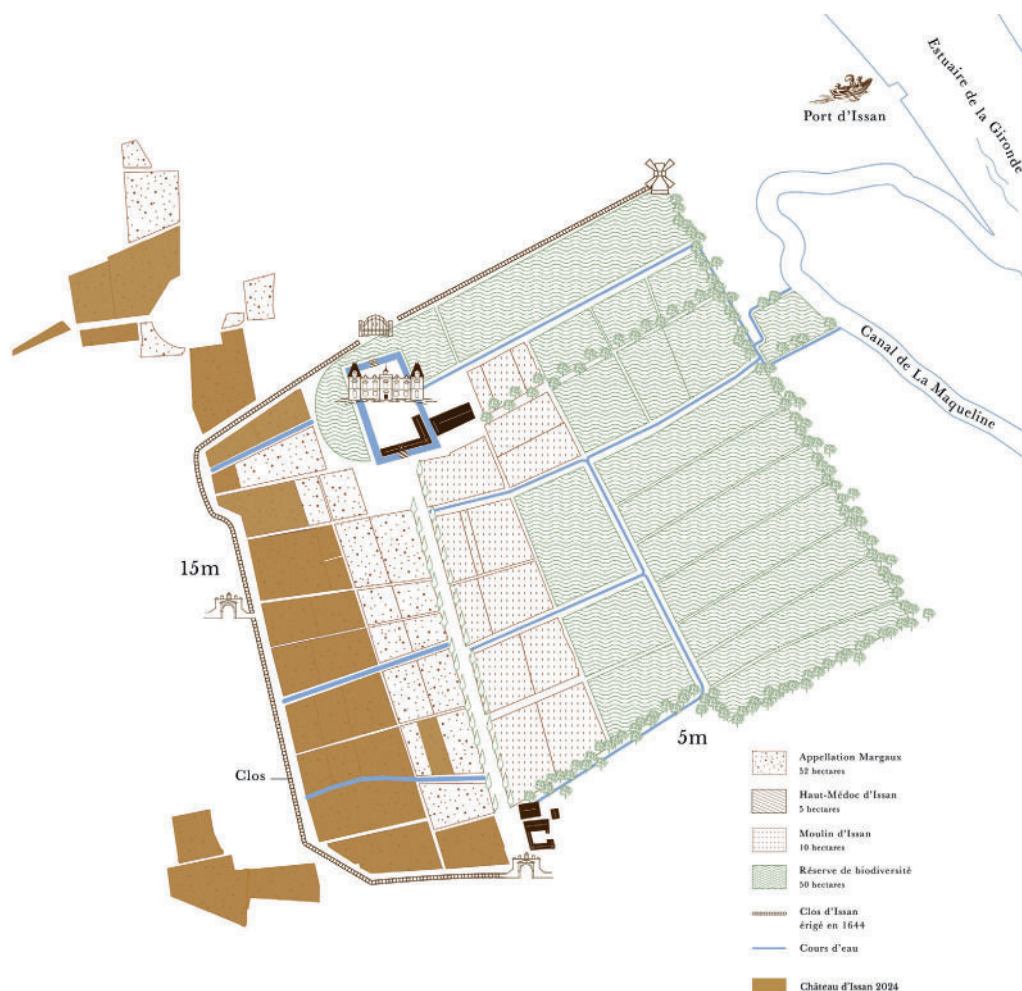 Estuaire de la Gironde
Port d'Issan
Canal de La Maqueline
15m
5m
Clos
Appellation Margaux
52 hectares
Haut-Médoc d'Issan
5 hectares
Moulin d'Issan
10 hectares
Réserve de biodiversité
50 hectares
Clos d'Issan
érigé en 1644
Cours d'eau
Château d'Issan 2024